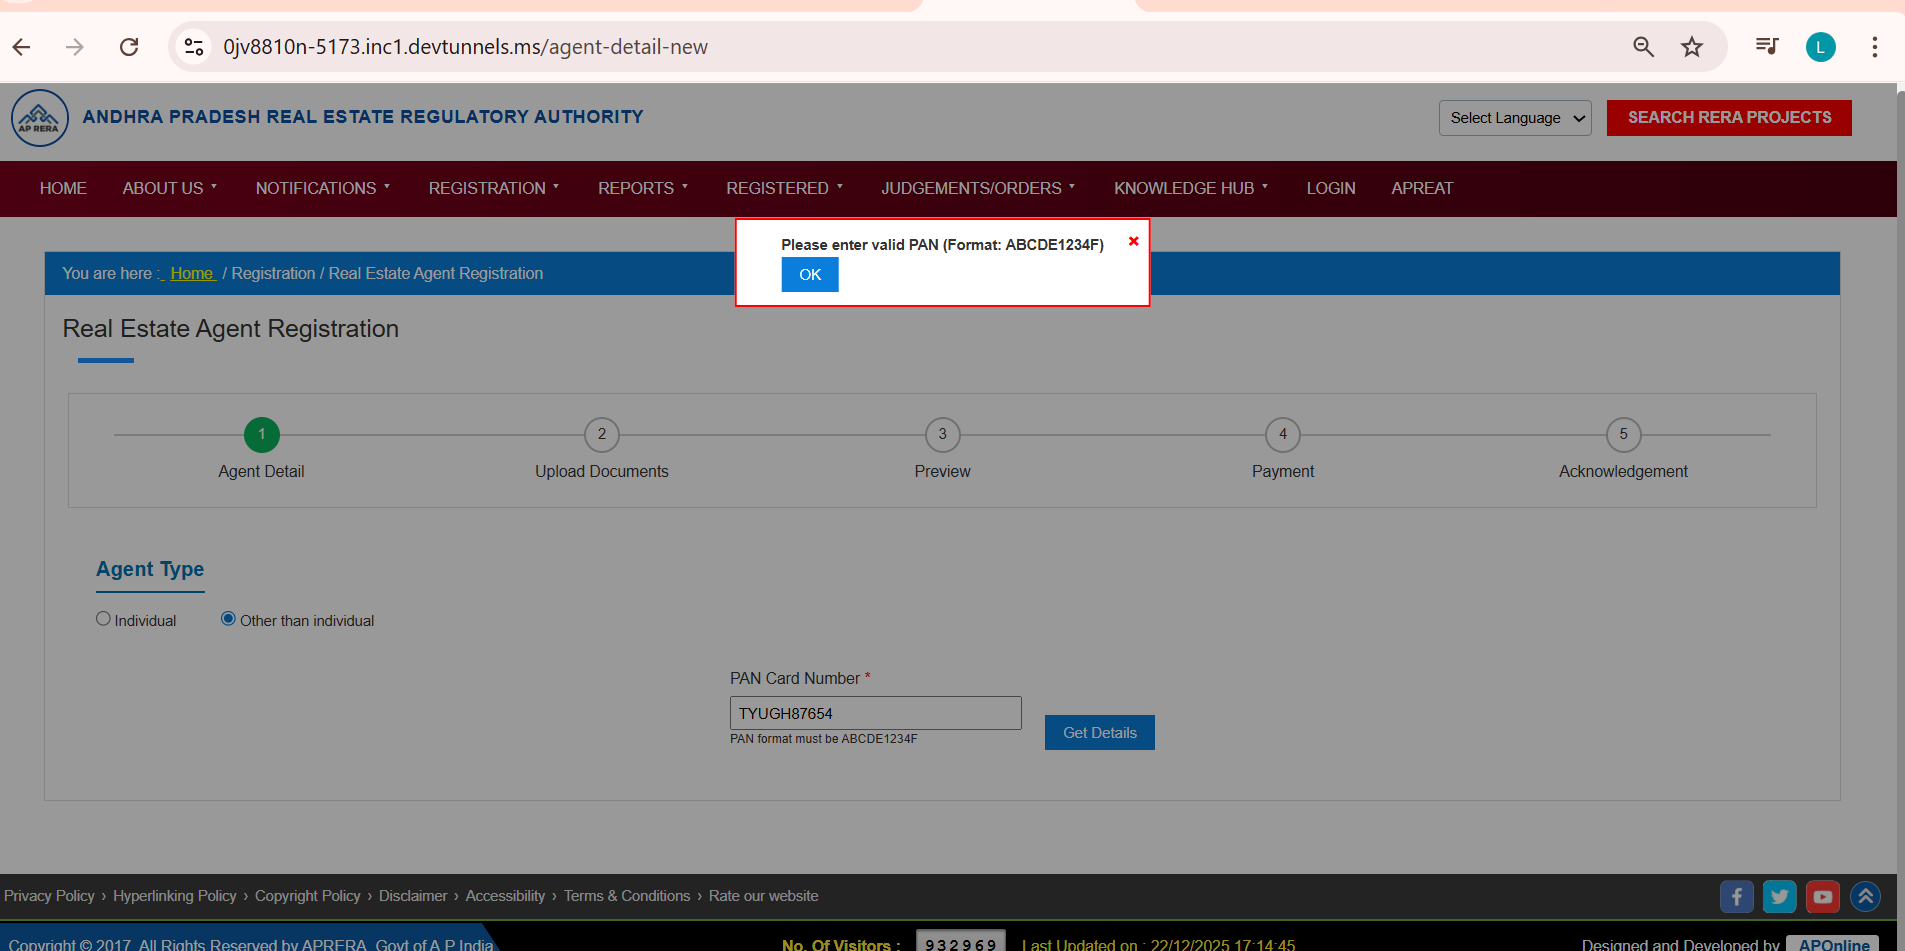 0jv8810n-5173.inc1.devtunnels.ms/agent-detail-new
L
AP RERA
ANDHRA PRADESH REAL ESTATE REGULATORY AUTHORITY
Select Language
SEARCH RERA PROJECTS
HOME ABOUT US NOTIFICATIONS REGISTRATION REPORTS REGISTERED JUDGEMENTS/ORDERS KNOWLEDGE HUB LOGIN APREAT
Please enter valid PAN (Format: ABCDE1234F)
OK
You are here : Home / Registration / Real Estate Agent Registration
Real Estate Agent Registration
1 2 3 4 5
Agent Detail Upload Documents Preview Payment Acknowledgement
Agent Type
Individual Other than individual
PAN Card Number *
TYUGH87654
PAN format must be ABCDE1234F
Get Details
Privacy Policy › Hyperlinking Policy › Copyright Policy › Disclaimer › Accessibility › Terms & Conditions › Rate our website
Copyright © 2017, All Rights Reserved by APRERA, Govt of A.P India
No. Of Visitors : 932969 Last Updated on : 22/12/2025 17:14:45
Designed and Developed by APOnline